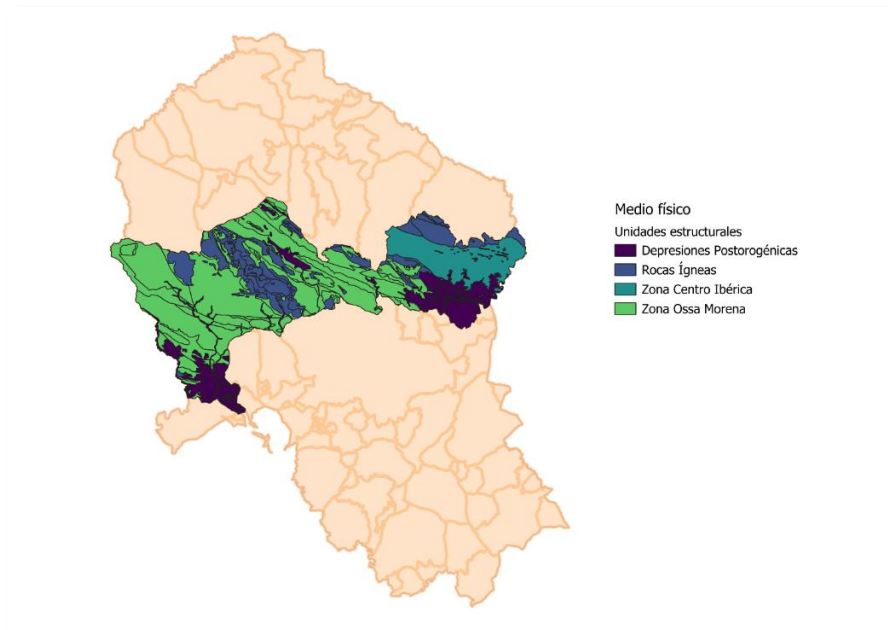 Medio físico
Unidades estructurales
Depresiones Postorogénicas
Rocas Ígneas
Zona Centro Ibérica
Zona Ossa Morena